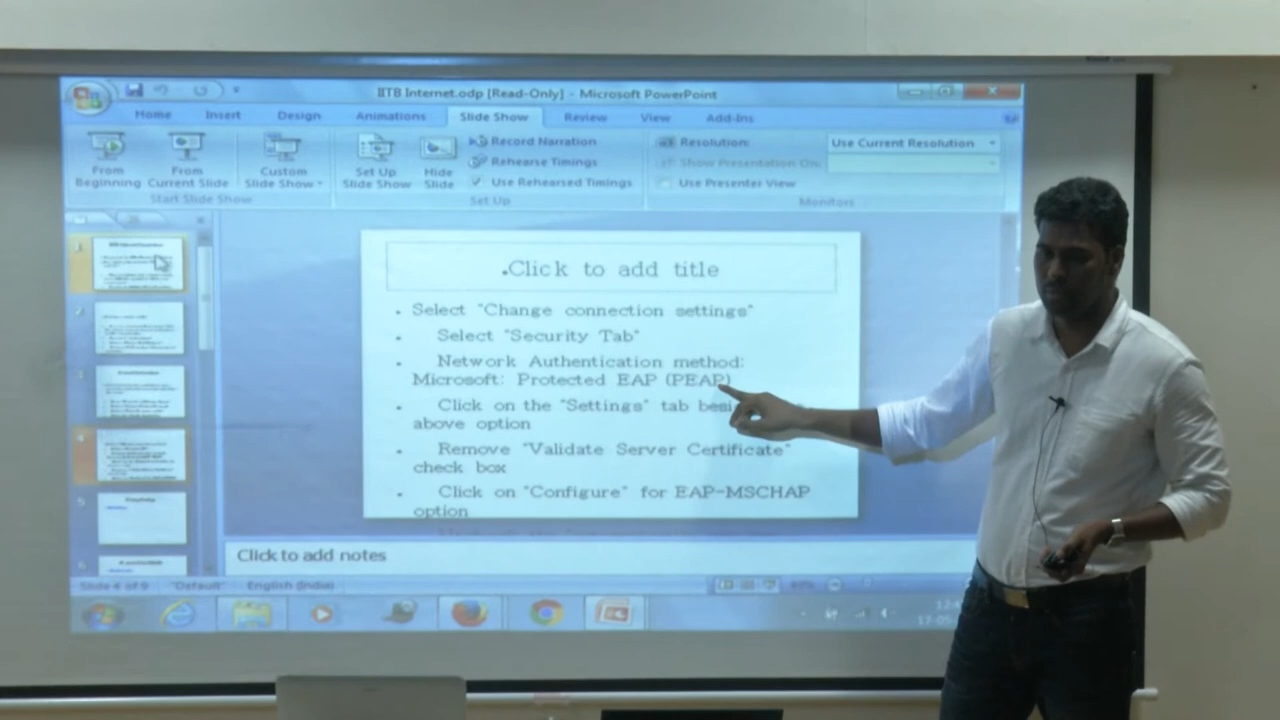 IITB Internet.odp [Read-Only] - Microsoft PowerPoint
Home Insert Design Animations Slide Show Review View Add-Ins
From Beginning
From Current Slide
Custom Slide Show
Set Up Slide Show
Hide Slide
Record Narration
Rehearse Timings
Use Rehearsed Timings
Resolution: Use Current Resolution
Show Presentation On:
Use Presenter View
Start Slide Show Set Up Monitors
.Click to add title
. Select "Change connection settings"
. Select "Security Tab"
. Network Authentication method:
Microsoft: Protected EAP (PEAP)
. Click on the "Settings" tab
above option
. Remove "Validate Server Certificate"
check box
. Click on "Configure" for EAP-MSCHAP
option
Click to add notes
Slide 4 of 9 "Default" English (India)